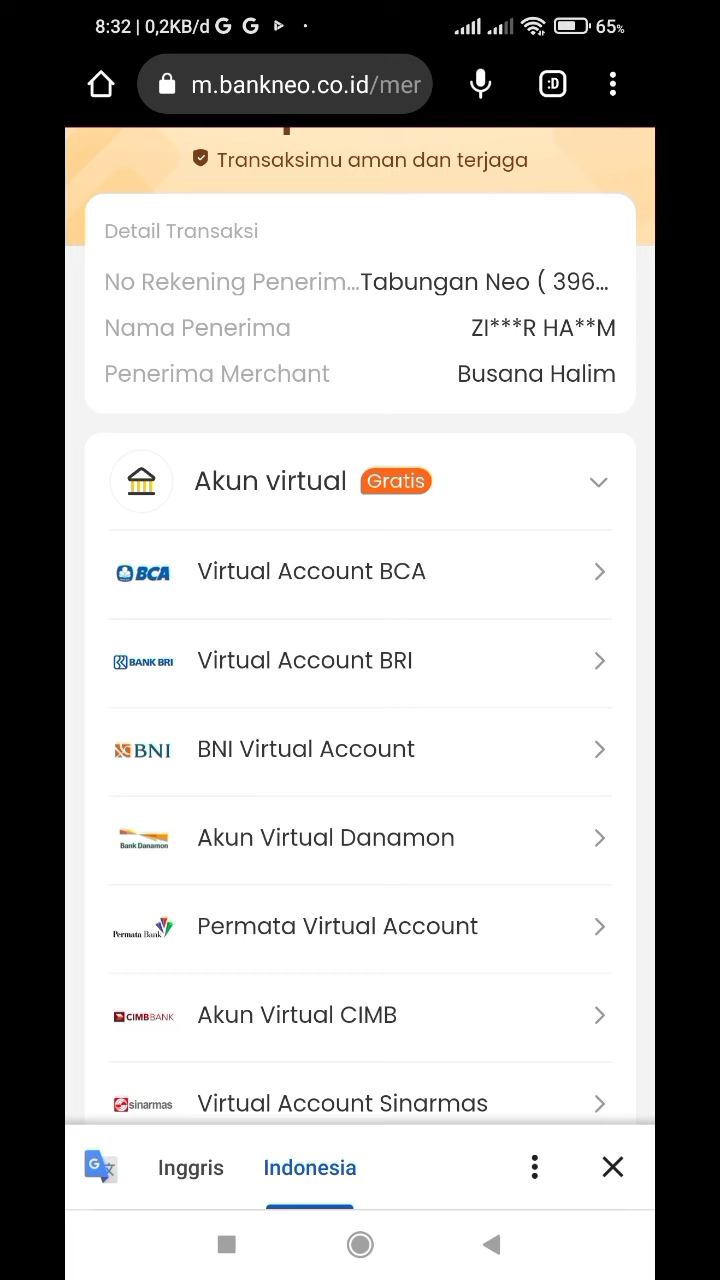 8:32 | 0,2KB/d G G 65%
m.bankneo.co.id/mer :D
Transaksimu aman dan terjaga
Detail Transaksi
No Rekening Penerim...Tabungan Neo ( 396...
Nama Penerima ZI***R HA**M
Penerima Merchant Busana Halim
Akun virtual Gratis
BCA Virtual Account BCA
BANK BRI Virtual Account BRI
BNI BNI Virtual Account
Bank Danamon Akun Virtual Danamon
Permata Bank Permata Virtual Account
CIMB BANK Akun Virtual CIMB
sinarmas Virtual Account Sinarmas
G 文 Inggris Indonesia